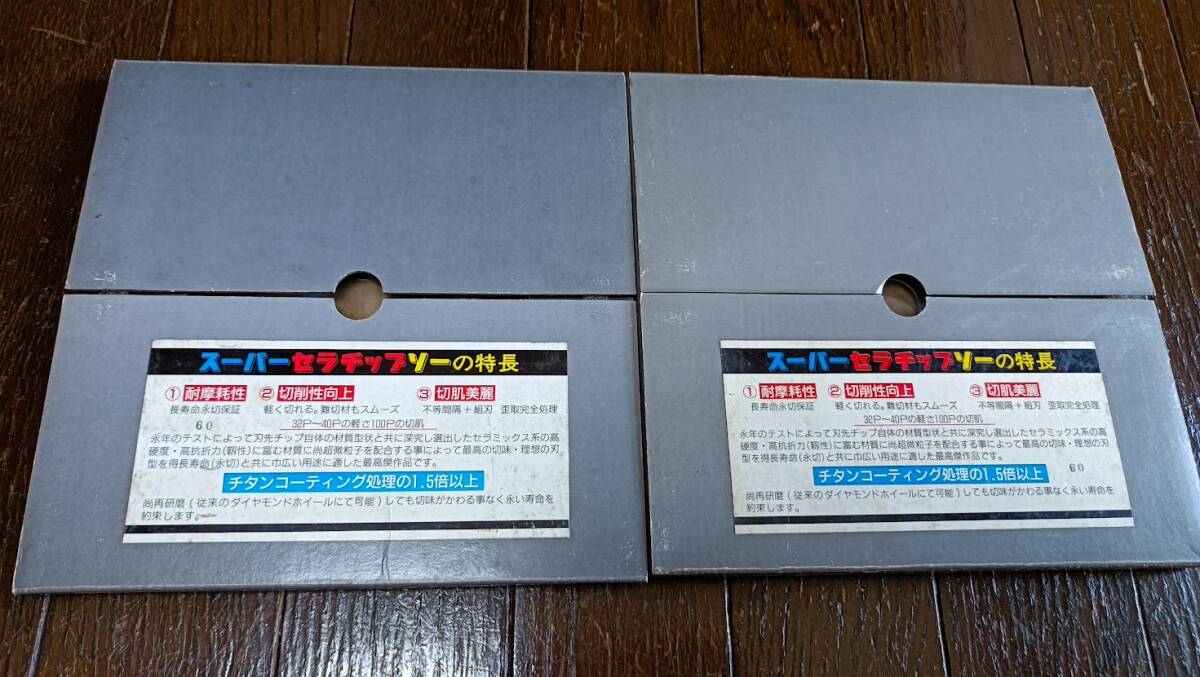 スーパーセラチップソーの特長
①耐摩耗性 ②切削性向上 ③切肌美麗
長寿命永切保証 軽く切れる。難切材もスムーズ 不等間隔+組刃 歪取完全処理
60 32P〜40Pの軽さ100Pの切肌
永年のテストによって刃先チップ自体の材質型状と共に深究し選出したセラミックス系の高
硬度・高抗折力(靭性)に富む材質に尚超微粒子を配合する事によって最高の切味・理想の刃
型を得長寿命(永切)と共に巾広い用途に適した最高傑作品です。
チタンコーティング処理の1.5倍以上
尚再研磨(従来のダイヤモンドホイールにて可能)しても切味がかわる事なく永い寿命を
約束します。
スーパーセラチップソーの特長
①耐摩耗性 ②切削性向上 ③切肌美麗
長寿命永切保証 軽く切れる。難切材もスムーズ 不等間隔+組刃 歪取完全処理
32P〜40Pの軽さ100Pの切肌
永年のテストによって刃先チップ自体の材質型状と共に深究し選出したセラミックス系の高
硬度・高抗折力(靭性)に富む材質に尚超微粒子を配合する事によって最高の切味・理想の刃
型を得長寿命(永切)と共に巾広い用途に適した最高傑作品です。
チタンコーティング処理の1.5倍以上 60
尚再研磨(従来のダイヤモンドホイールにて可能)しても切味がかわる事なく永い寿命を
約束します。